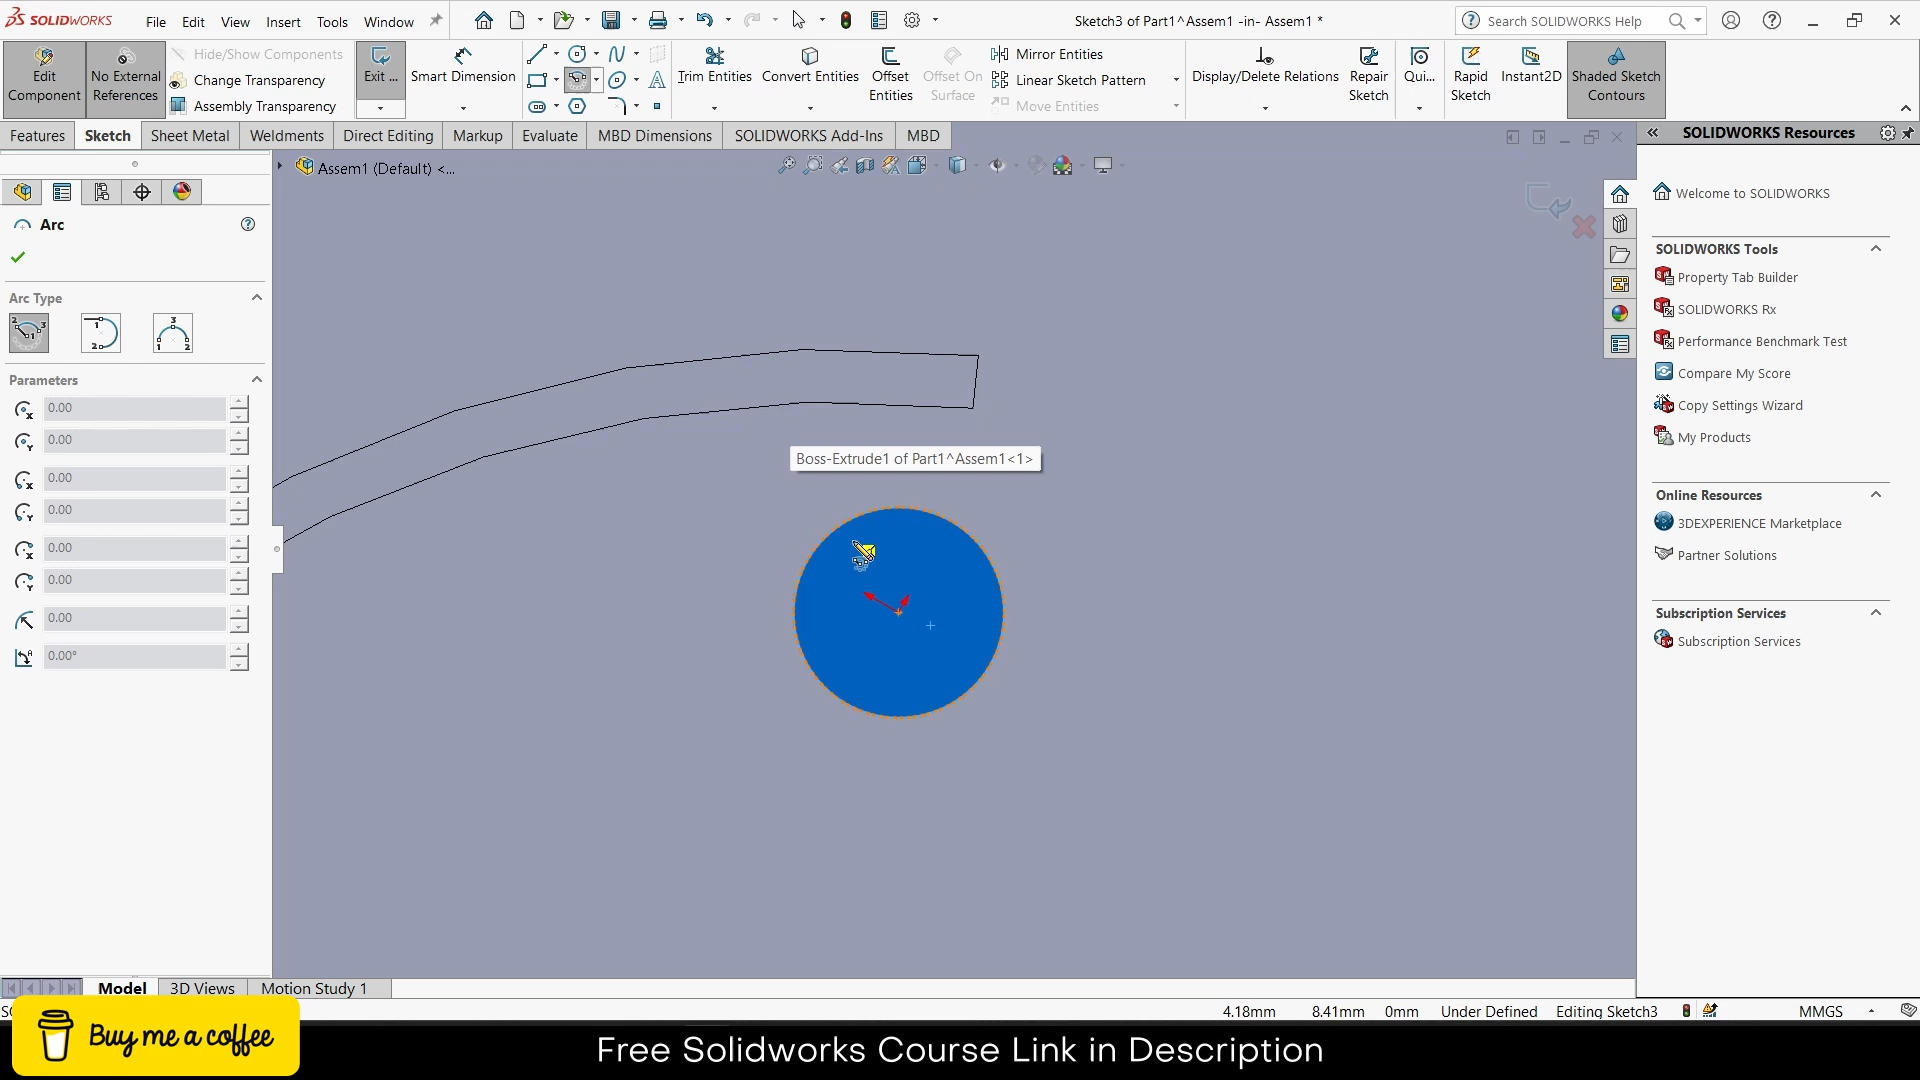 SOLIDWORKS File Edit View Insert Tools Window Sketch3 of Part1^Assem1 -in- Assem1 * Search SOLIDWORKS Help
Edit Component
No External References
Hide/Show Components
Change Transparency
Assembly Transparency
Exit ...
Smart Dimension
Trim Entities
Convert Entities
Offset Entities
Offset On Surface
Mirror Entities
Linear Sketch Pattern
Move Entities
Display/Delete Relations
Repair Sketch
Qui...
Rapid Sketch
Instant2D
Shaded Sketch Contours
Features Sketch Sheet Metal Weldments Direct Editing Markup Evaluate MBD Dimensions SOLIDWORKS Add-Ins MBD
Assem1 (Default) <...
Arc
Arc Type
Parameters
0.00
0.00
0.00
0.00
0.00
0.00
0.00
0.00°
Boss-Extrude1 of Part1^Assem1<1>
SOLIDWORKS Resources
Welcome to SOLIDWORKS
SOLIDWORKS Tools
Property Tab Builder
SOLIDWORKS Rx
Performance Benchmark Test
Compare My Score
Copy Settings Wizard
My Products
Online Resources
3DEXPERIENCE Marketplace
Partner Solutions
Subscription Services
Subscription Services
Model 3D Views Motion Study 1
4.18mm 8.41mm 0mm Under Defined Editing Sketch3 MMGS
Buy me a coffee
Free Solidworks Course Link in Description